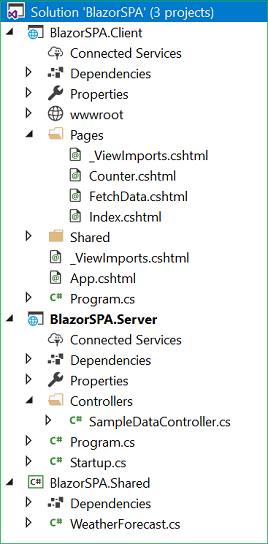 Solution 'BlazorSPA' (3 projects)
BlazorSPA.Client
Connected Services
Dependencies
Properties
wwwroot
Pages
_ViewImports.cshtml
Counter.cshtml
FetchData.cshtml
Index.cshtml
Shared
_ViewImports.cshtml
App.cshtml
C# Program.cs
BlazorSPA.Server
Connected Services
Dependencies
Properties
Controllers
C# SampleDataController.cs
C# Program.cs
C# Startup.cs
C# BlazorSPA.Shared
Dependencies
C# WeatherForecast.cs